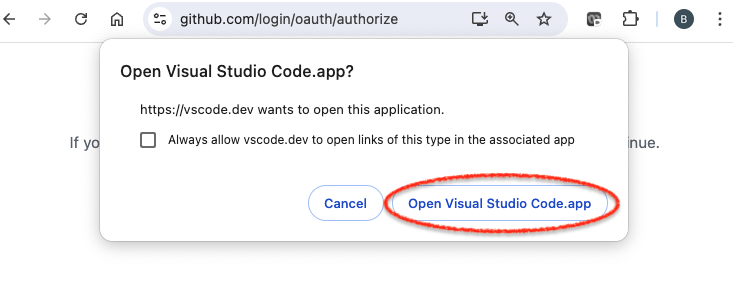 github.com/login/oauth/authorize
B
Open Visual Studio Code.app?
https://vscode.dev wants to open this application.
If yo
nue.
Always allow vscode.dev to open links of this type in the associated app
Cancel
Open Visual Studio Code.app